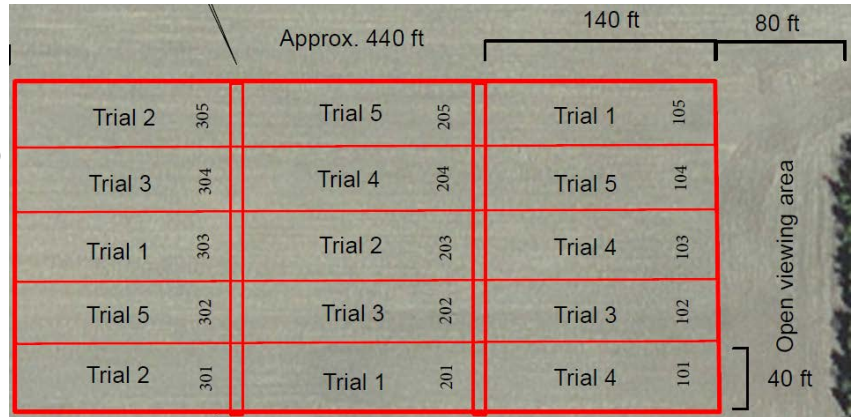 Approx. 440 ft
140 ft
80 ft
Trial 2 305
Trial 5 205
Trial 1 105
Trial 3 304
Trial 4 204
Trial 5 104
Trial 1 303
Trial 2 203
Trial 4 103
Trial 5 302
Trial 3 202
Trial 3 102
Trial 2 301
Trial 1 201
Trial 4 101
Open viewing area
40 ft